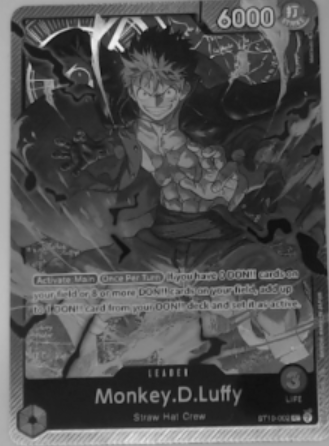 6000
Activate: Main Once Per Turn If you have 0 DON!! cards on
your field or 8 or more DON!! cards on your field, add up
to 1 DON!! card from your DON!! deck and set it as active.
LEADER
Monkey.D.Luffy
3
LIFE
Straw Hat Crew